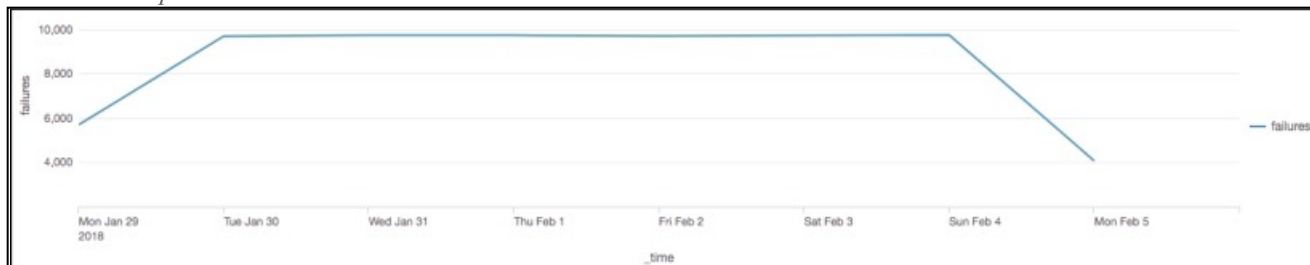 10,000
8,000
6,000
4,000
failures
failures
Mon Jan 29 Tue Jan 30 Wed Jan 31 Thu Feb 1 Fri Feb 2 Sat Feb 3 Sun Feb 4 Mon Feb 5
2018
_time